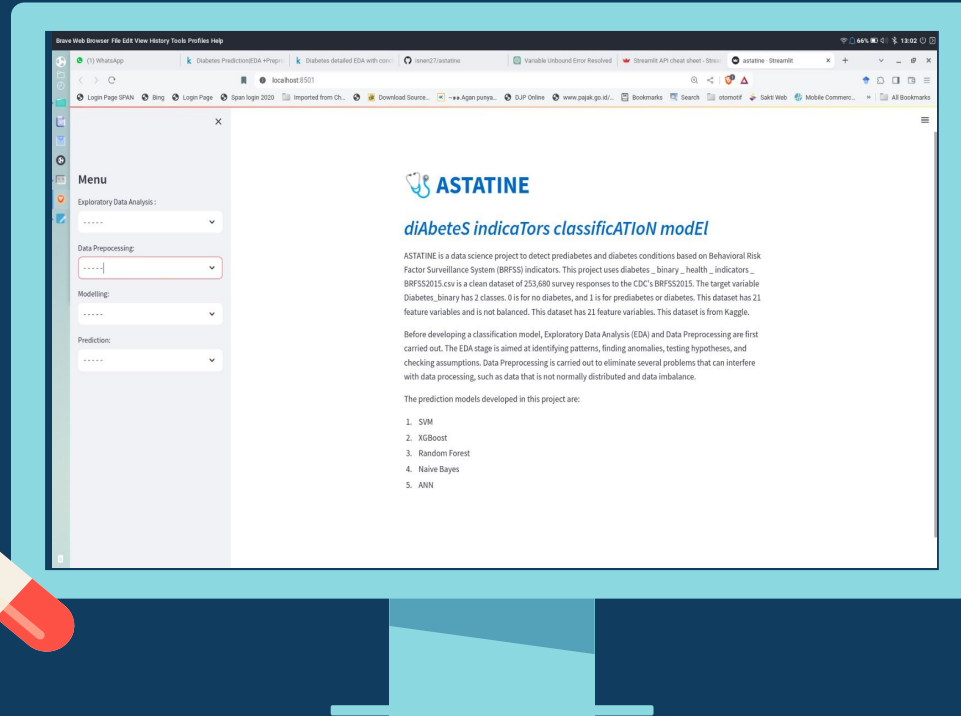 Brave Web Browser File Edit View History Tools Profiles Help
66% 13:02
(1) WhatsApp
Diabetes Prediction(EDA +Prepro
Diabetes detailed EDA with conc
isnen27/astatine
Variable Unbound Error Resolved
Streamlit API cheat sheet - Stream
astatine · Streamlit
localhost:8501
Login Page SPAN Bing Login Page Span login 2020 Imported from Ch... Download Source... Agan punya... DJP Online www.pajak.go.id/... Bookmarks Search otomotif Sakti Web Mobile Commerc... » All Bookmarks
Menu
Exploratory Data Analysis :
- - - - -
Data Prepocessing:
- - - - -
Modelling:
- - - - -
Prediction:
- - - - -
ASTATINE
diAbeteS indicaTors classificATIoN modEl
ASTATINE is a data science project to detect prediabetes and diabetes conditions based on Behavioral Risk
Factor Surveillance System (BRFSS) indicators. This project uses diabetes _ binary _ health _ indicators _
BRFSS2015.csv is a clean dataset of 253,680 survey responses to the CDC's BRFSS2015. The target variable
Diabetes_binary has 2 classes. 0 is for no diabetes, and 1 is for prediabetes or diabetes. This dataset has 21
feature variables and is not balanced. This dataset has 21 feature variables. This dataset is from Kaggle.
Before developing a classification model, Exploratory Data Analysis (EDA) and Data Preprocessing are first
carried out. The EDA stage is aimed at identifying patterns, finding anomalies, testing hypotheses, and
checking assumptions. Data Preprocessing is carried out to eliminate several problems that can interfere
with data processing, such as data that is not normally distributed and data imbalance.
The prediction models developed in this project are:
1. SVM
2. XGBoost
3. Random Forest
4. Naive Bayes
5. ANN